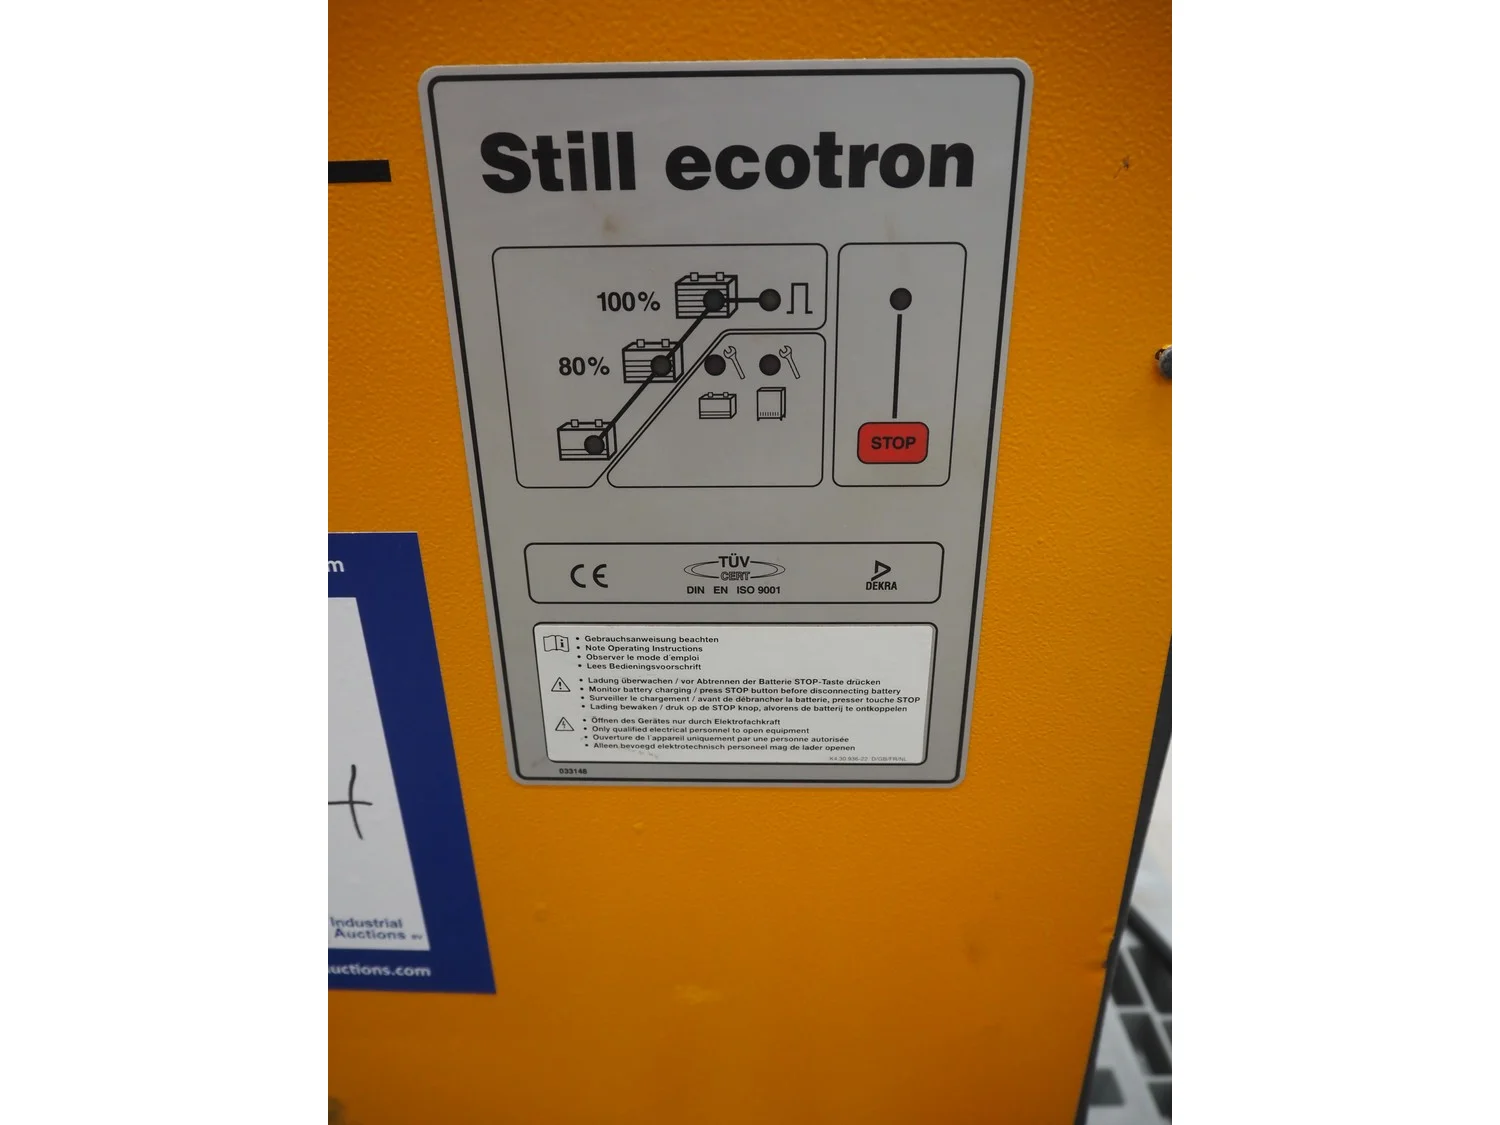 Still ecotron
100%
80%
STOP
CE
TÜV
CERT
DIN EN ISO 9001
DEKRA
• Gebrauchsanweisung beachten
• Note Operating Instructions
• Observer le mode d'emploi
• Lees Bedieningsvoorschrift
• Ladung überwachen / vor Abtrennen der Batterie STOP-Taste drücken
• Monitor battery charging / press STOP button before disconnecting battery
• Surveiller le chargement / avant de débrancher la batterie, presser touche STOP
• Lading bewaken / druk op de STOP knop, alvorens de batterij te ontkoppelen
• Öffnen des Gerätes nur durch Elektrofachkraft
• Only qualified electrical personnel to open equipment
• Ouverture de l'appareil uniquement par une personne autorisée
• Alleen bevoegd elektrotechnisch personeel mag de lader openen
D/GB/FR/NL
033148
m
Industrial
Auctions BV
uctions.com